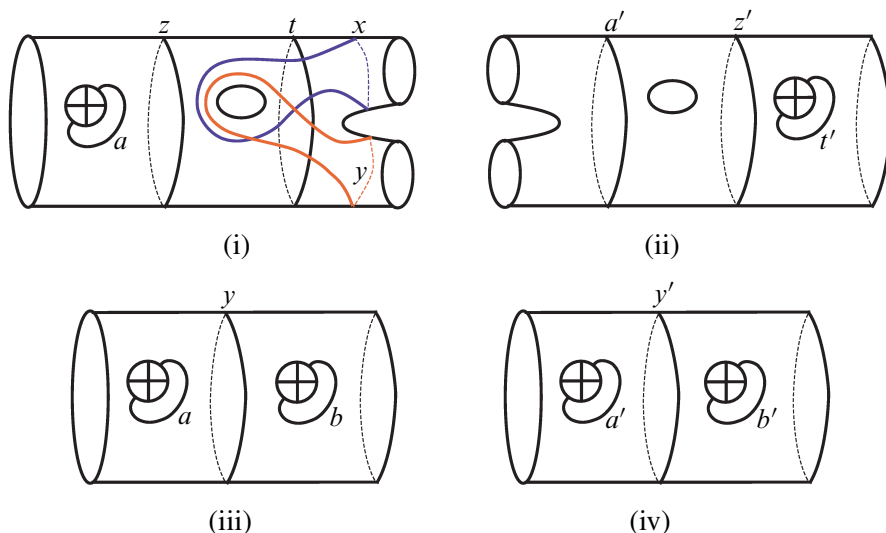 z t x a' z'
a y t'
(i) (ii)
y y'
a b a' b'
(iii) (iv)